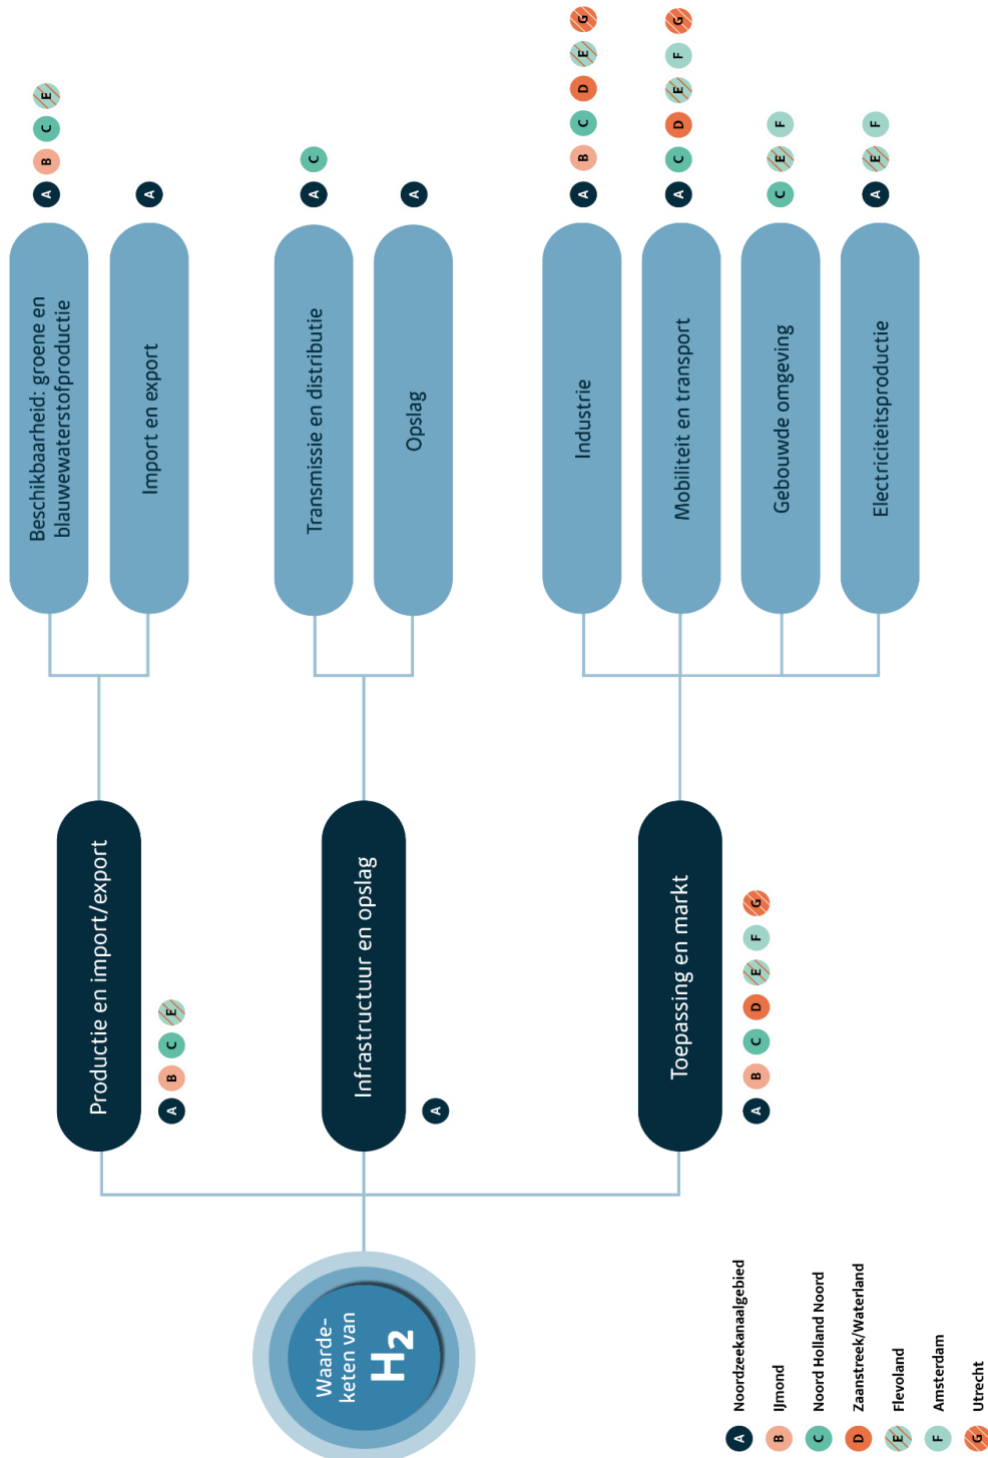 Waarde-
keten van
H2
Productie en import/export
A B C E
Beschikbaarheid: groene en
blauwewaterstofproductie
A B C E
Import en export
A
Infrastructuur en opslag
A
Transmissie en distributie
A C
Opslag
A
Toepassing en markt
A B C D E F G
Industrie
A B C D E G
Mobiliteit en transport
A C D E F G
Gebouwde omgeving
C E F
Electriciteitsproductie
A E F
A Noordzeekanaalgebied
B IJmond
C Noord Holland Noord
D Zaanstreek/Waterland
E Flevoland
F Amsterdam
G Utrecht